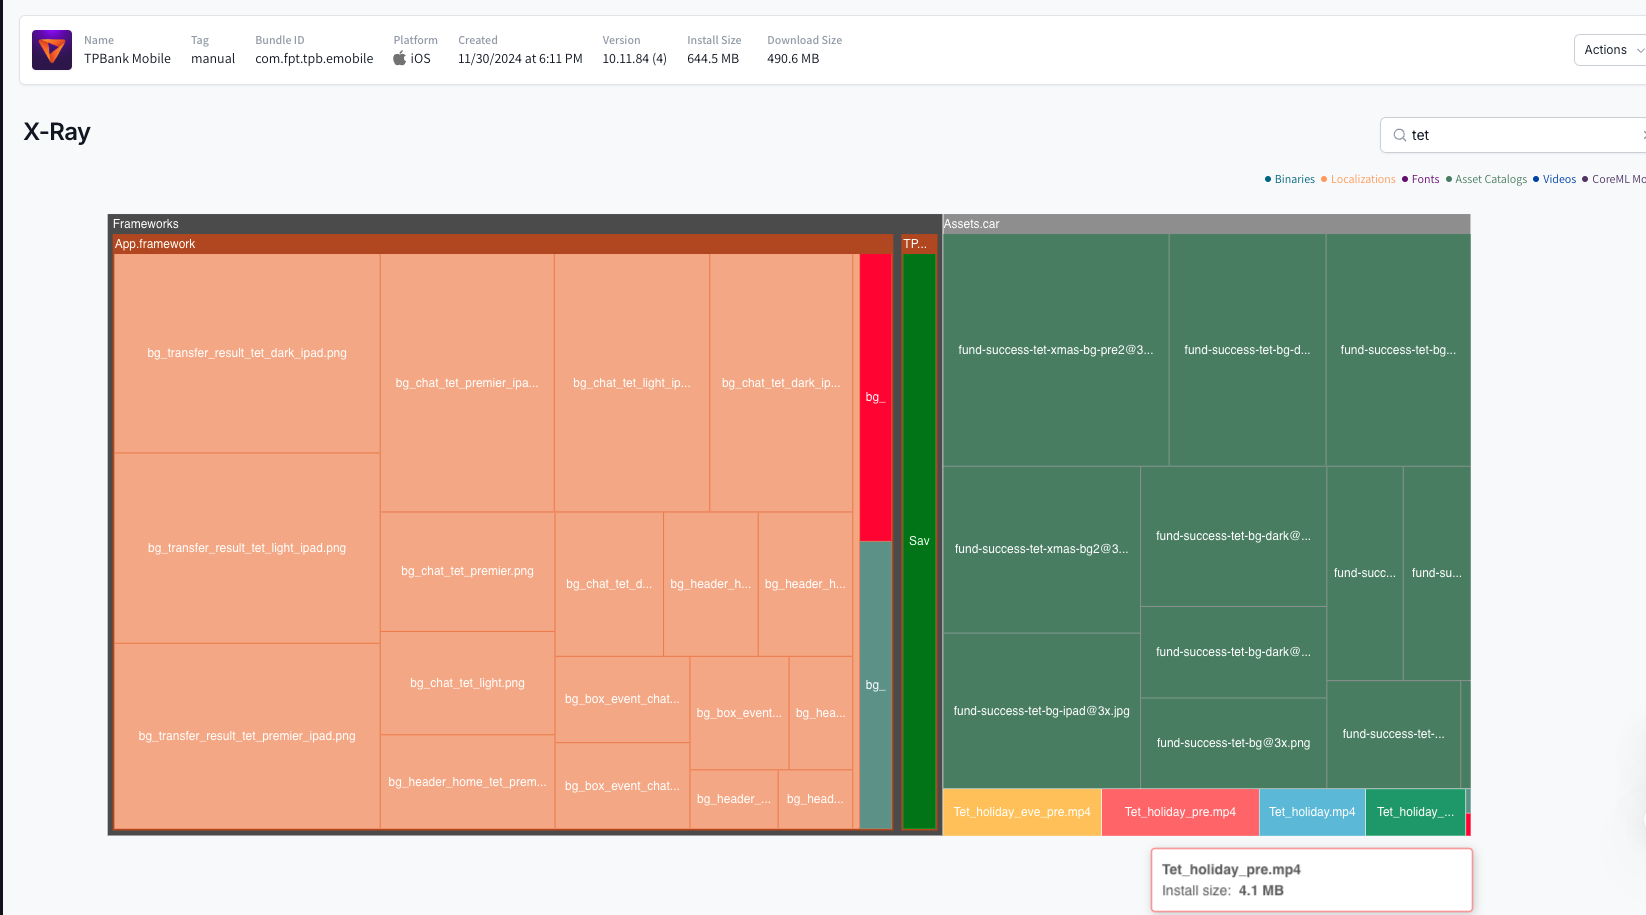 Name
TPBank Mobile
Tag
manual
Bundle ID
com.fpt.tpb.emobile
Platform
iOS
Created
11/30/2024 at 6:11 PM
Version
10.11.84 (4)
Install Size
644.5 MB
Download Size
490.6 MB
Actions
X-Ray
tet
Binaries
Localizations
Fonts
Asset Catalogs
Videos
CoreML Mo
Frameworks
App.framework
TP...
Assets.car
bg_transfer_result_tet_dark_ipad.png
bg_transfer_result_tet_light_ipad.png
bg_transfer_result_tet_premier_ipad.png
bg_chat_tet_premier_ipa...
bg_chat_tet_light_ip...
bg_chat_tet_dark_ip...
bg_chat_tet_premier.png
bg_chat_tet_light.png
bg_header_home_tet_prem...
bg_chat_tet_d...
bg_header_h...
bg_header_h...
bg_box_event_chat...
bg_box_event_chat...
bg_box_event...
bg_hea...
bg_header_...
bg_head...
bg_
bg_
Sav
fund-success-tet-xmas-bg-pre2@3...
fund-success-tet-bg-d...
fund-success-tet-bg...
fund-success-tet-xmas-bg2@3...
fund-success-tet-bg-ipad@3x.jpg
fund-success-tet-bg-dark@...
fund-success-tet-bg-dark@...
fund-success-tet-bg@3x.png
fund-succ...
fund-su...
fund-success-tet-...
Tet_holiday_eve_pre.mp4
Tet_holiday_pre.mp4
Tet_holiday.mp4
Tet_holiday_...
Tet_holiday_pre.mp4
Install size: 4.1 MB